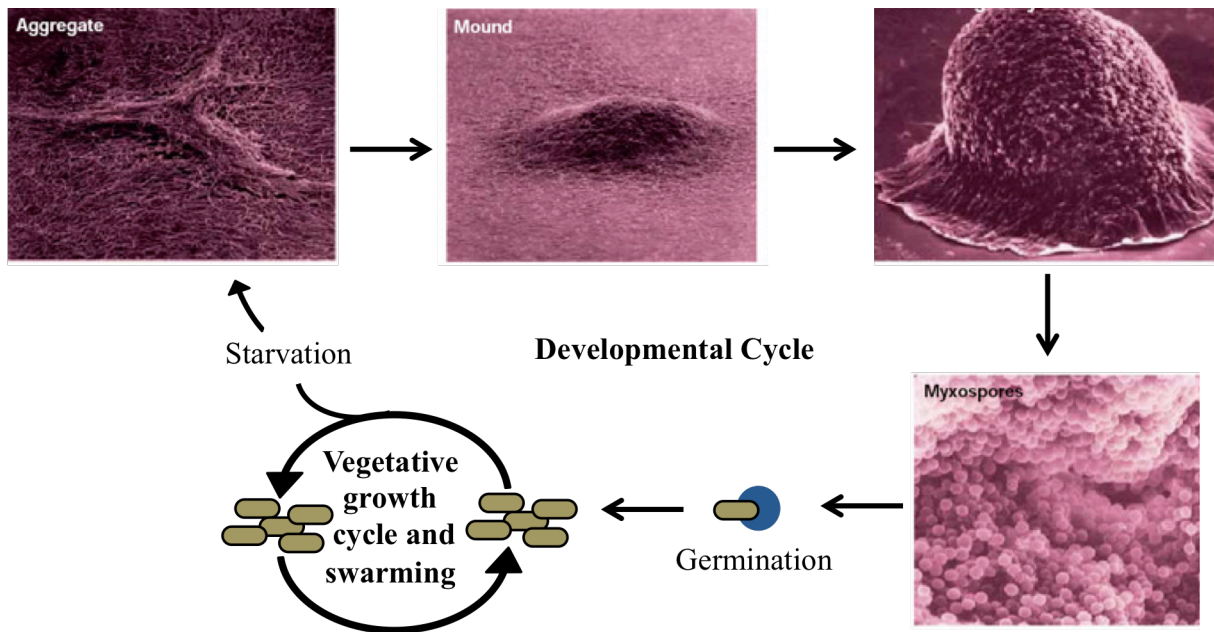 Aggregate
Mound
Starvation
Developmental Cycle
Myxospores
Vegetative
growth
cycle and
swarming
Germination